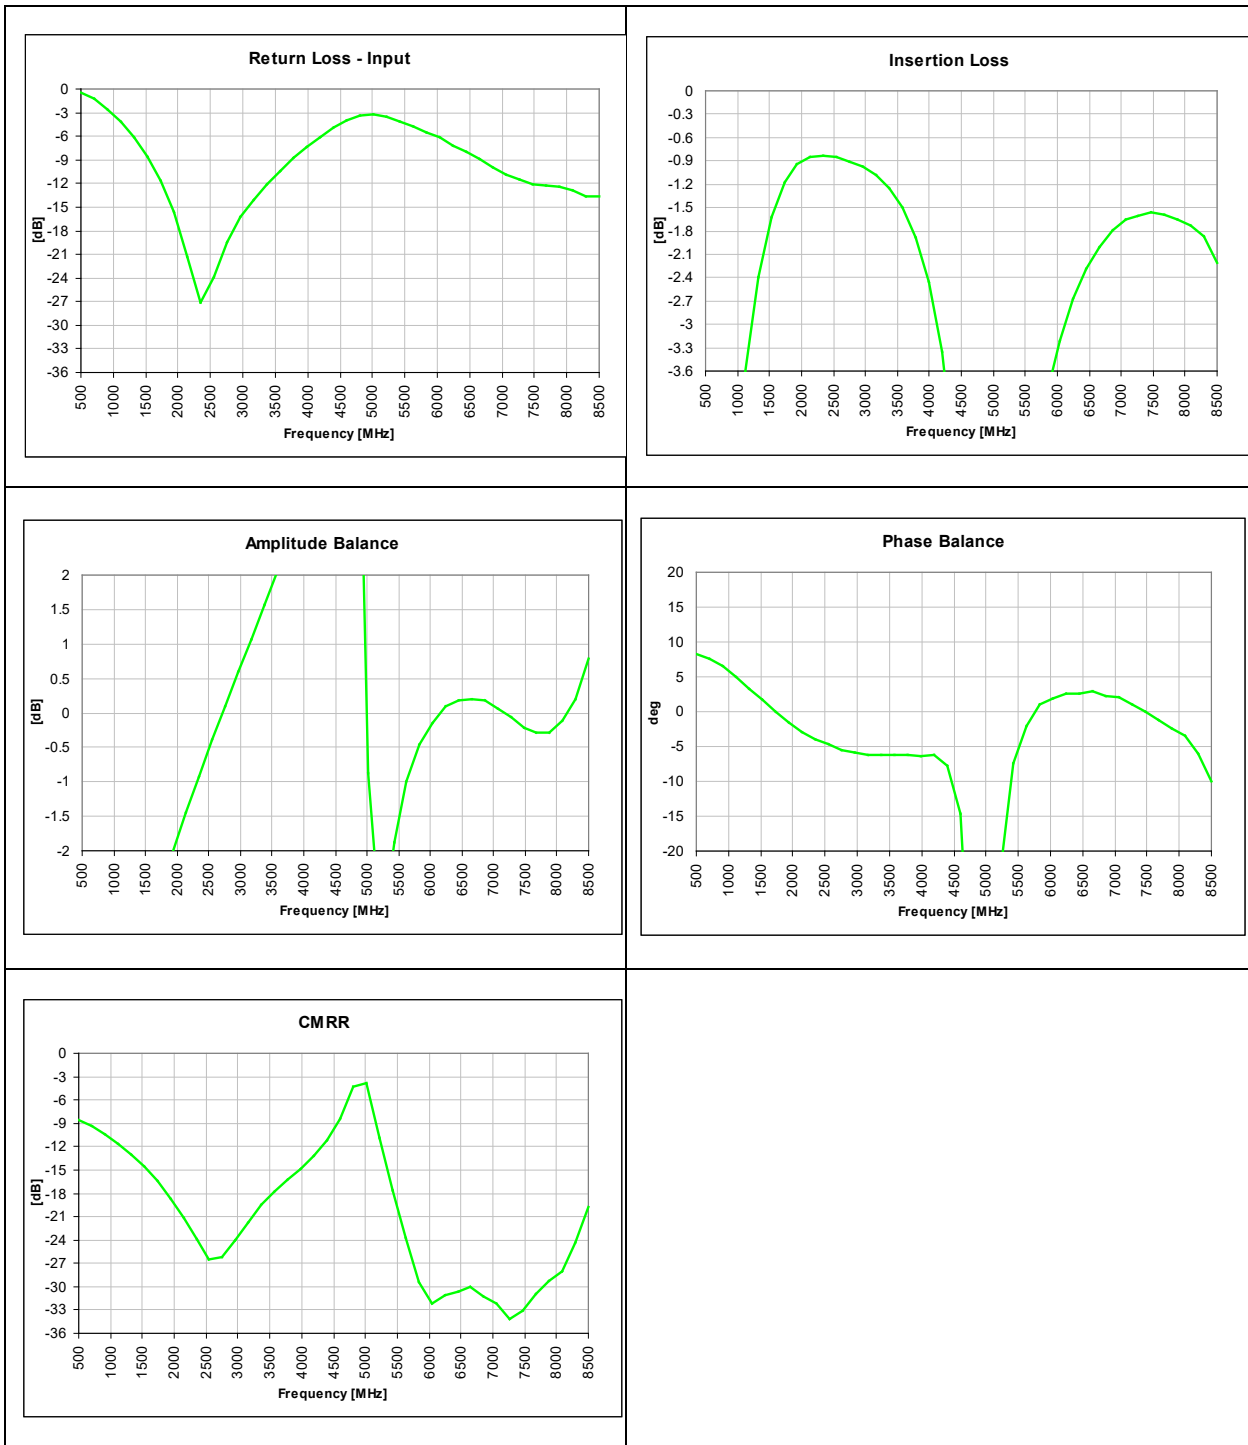 Return Loss - Input
0
-3
-6
-9
-12
-15
-18
-21
-24
-27
-30
-33
-36
[dB]
500 1000 1500 2000 2500 3000 3500 4000 4500 5000 5500 6000 6500 7000 7500 8000 8500
Frequency [MHz]
Insertion Loss
0
-0.3
-0.6
-0.9
-1.2
-1.5
-1.8
-2.1
-2.4
-2.7
-3
-3.3
-3.6
[dB]
500 1000 1500 2000 2500 3000 3500 4000 4500 5000 5500 6000 6500 7000 7500 8000 8500
Frequency [MHz]
Amplitude Balance
2
1.5
1
0.5
0
-0.5
-1
-1.5
-2
[dB]
500 1000 1500 2000 2500 3000 3500 4000 4500 5000 5500 6000 6500 7000 7500 8000 8500
Frequency [MHz]
Phase Balance
20
15
10
5
0
-5
-10
-15
-20
deg
500 1000 1500 2000 2500 3000 3500 4000 4500 5000 5500 6000 6500 7000 7500 8000 8500
Frequency [MHz]
CMRR
0
-3
-6
-9
-12
-15
-18
-21
-24
-27
-30
-33
-36
[dB]
500 1000 1500 2000 2500 3000 3500 4000 4500 5000 5500 6000 6500 7000 7500 8000 8500
Frequency [MHz]